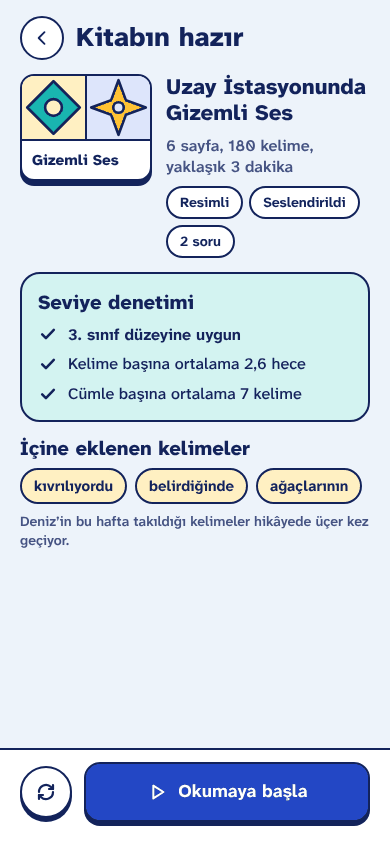 Kitabın hazır
Gizemli Ses
Uzay İstasyonunda
Gizemli Ses
6 sayfa, 180 kelime,
yaklaşık 3 dakika
Resimli
Seslendirildi
2 soru
Seviye denetimi
3. sınıf düzeyine uygun
Kelime başına ortalama 2,6 hece
Cümle başına ortalama 7 kelime
İçine eklenen kelimeler
kıvrılıyordu
belirdiğinde
ağaçlarının
Deniz'in bu hafta takıldığı kelimeler hikâyede üçer kez
geçiyor.
Okumaya başla